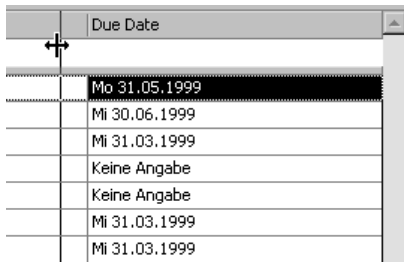 Due Date
Mo 31.05.1999
Mi 30.06.1999
Mi 31.03.1999
Keine Angabe
Keine Angabe
Mi 31.03.1999
Mi 31.03.1999